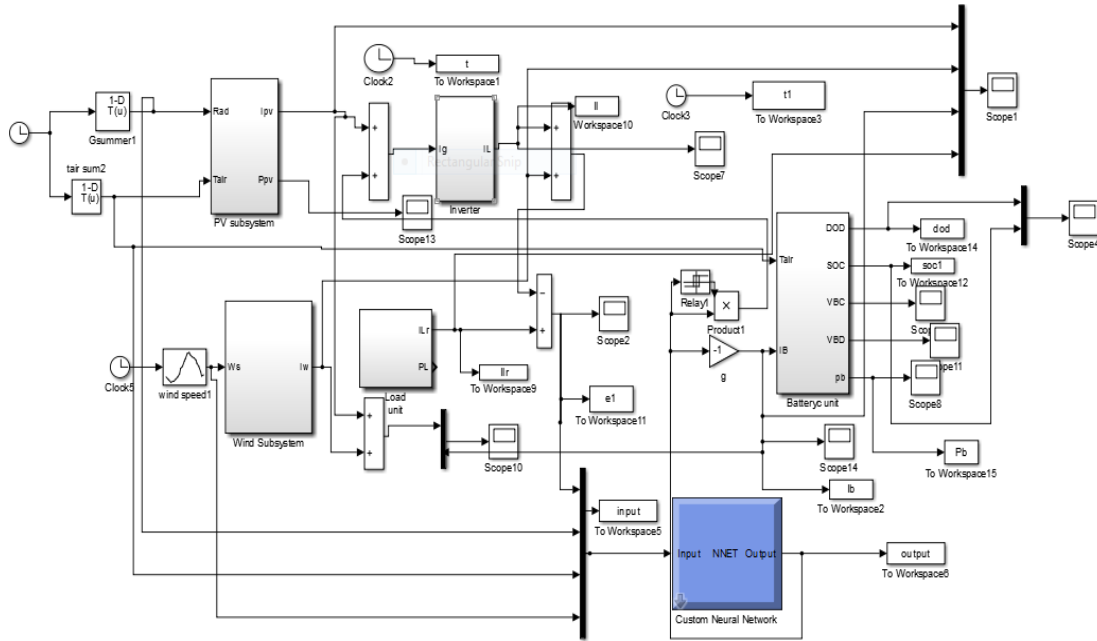 Clock2
t
To Workspace1
1-D
T(u)
Gsummer1
tair sum2
1-D
T(u)
Rad
Ipv
Tair
Ppv
PV subsystem
+
+
Ig
IL
Inverter
Rectangular Snip
Il
Workspace10
+
+
Scope7
Clock3
t1
To Workspace3
Scope1
Scope13
DOD
dod
To Workspace14
Scope4
Tair
SOC
soc1
To Workspace12
VBC
VBD
IB
pb
Batteryc unit
Scope8
Relay1
×
Product1
-1
g
−
+
Scope2
Clock5
wind speed1
Ws
Iw
Wind Subsystem
ILr
PL
Load
unit
Ilr
To Workspace9
e1
To Workspace11
+
+
Scope10
Scope14
Pb
To Workspace15
Ib
To Workspace2
input
To Workspace5
Input
NNET
Output
Custom Neural Network
output
To Workspace6